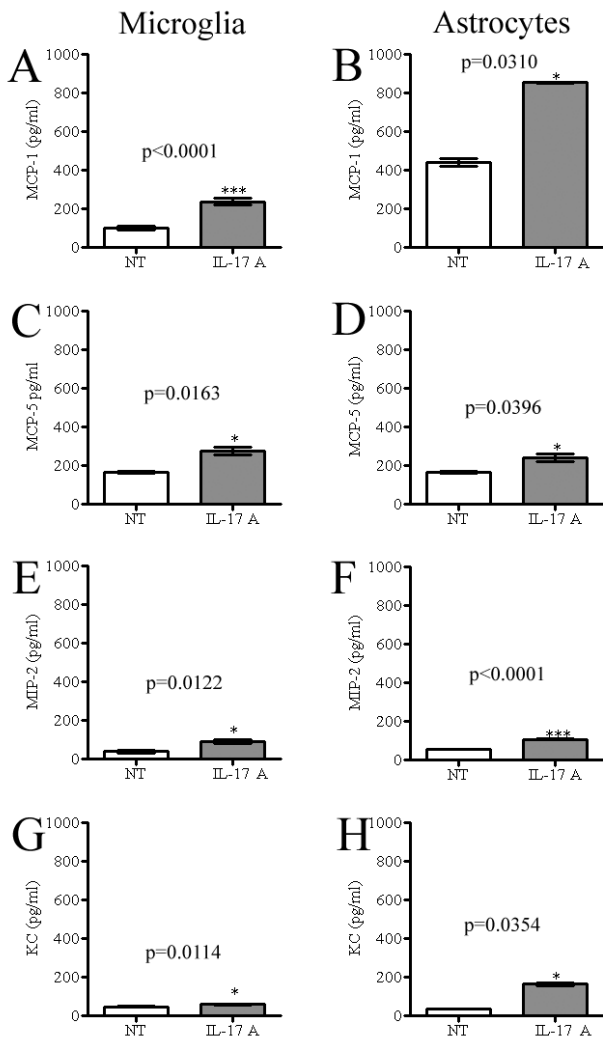 Microglia
Astrocytes
A
p<0.0001
MCP-1 (pg/ml)
1000
800
600
400
200
0
***
NT
IL-17 A
B
p=0.0310
MCP-1 (pg/ml)
1000
800
600
400
200
0
*
NT
IL-17 A
C
p=0.0163
MCP-5 pg/ml)
1000
800
600
400
200
0
*
NT
IL-17 A
D
p=0.0396
MCP-5 (pg/ml)
1000
800
600
400
200
0
*
NT
IL-17 A
E
p=0.0122
MIP-2 (pg/ml)
1000
800
600
400
200
0
*
NT
IL-17 A
F
p<0.0001
MIP-2 (pg/ml)
1000
800
600
400
200
0
***
NT
IL-17 A
G
p=0.0114
KC (pg/ml)
1000
800
600
400
200
0
*
NT
IL-17 A
H
p=0.0354
KC (pg/ml)
1000
800
600
400
200
0
*
NT
IL-17 A